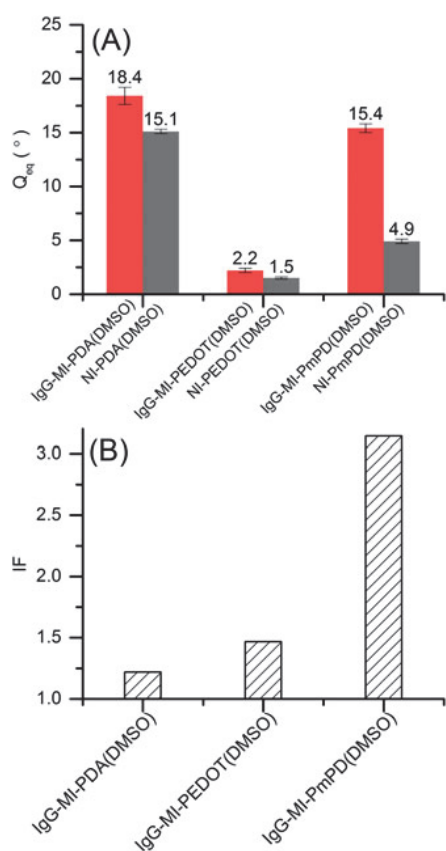 (A)
25
20
15
10
5
0
Q_eq ( ° )
18.4
15.1
2.2
1.5
15.4
4.9
IgG-MI-PDA(DMSO)
NI-PDA(DMSO)
IgG-MI-PEDOT(DMSO)
NI-PEDOT(DMSO)
IgG-MI-PmPD(DMSO)
NI-PmPD(DMSO)
(B)
3.0
2.5
2.0
1.5
1.0
IF
IgG-MI-PDA(DMSO)
IgG-MI-PEDOT(DMSO)
IgG-MI-PmPD(DMSO)